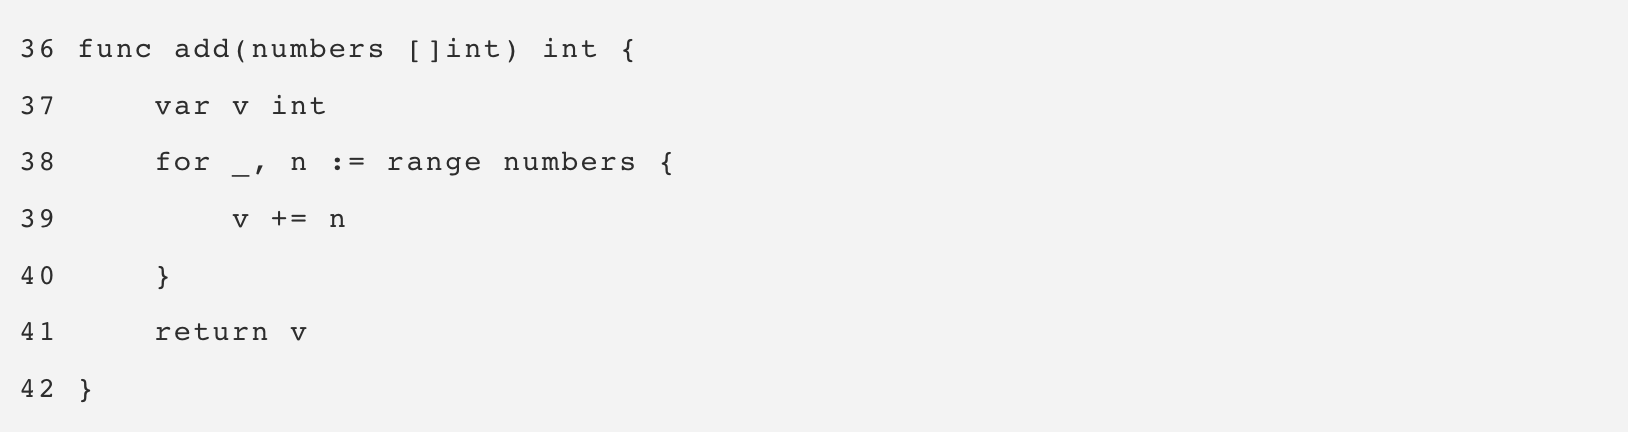 36 func add(numbers []int) int {
37     var v int
38     for _, n := range numbers {
39         v += n
40     }
41     return v
42 }